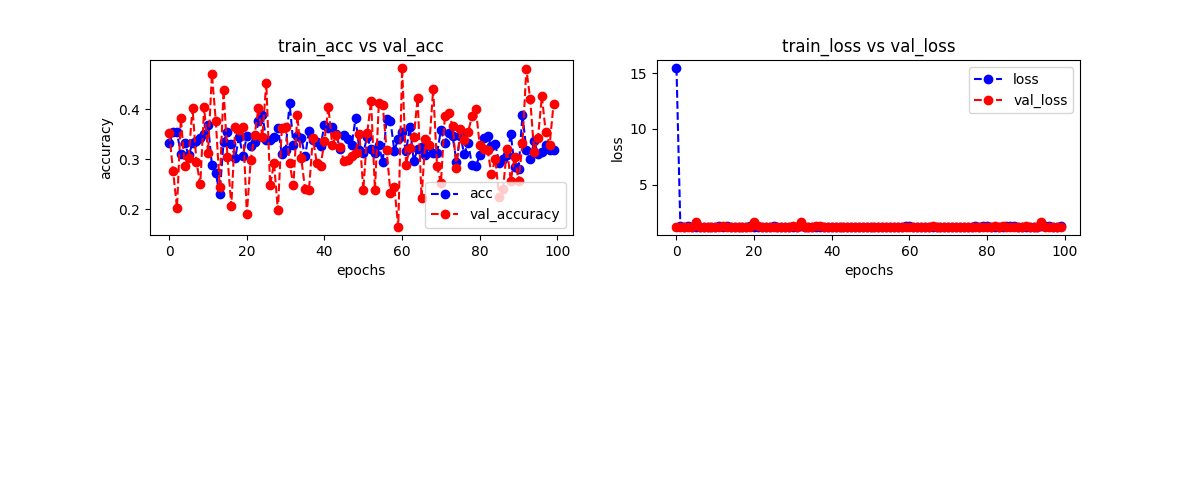 train_acc vs val_acc
accuracy
0.4
0.3
0.2
acc
val_accuracy
0 20 40 60 80 100
epochs
train_loss vs val_loss
loss
15
10
5
loss
val_loss
0 20 40 60 80 100
epochs